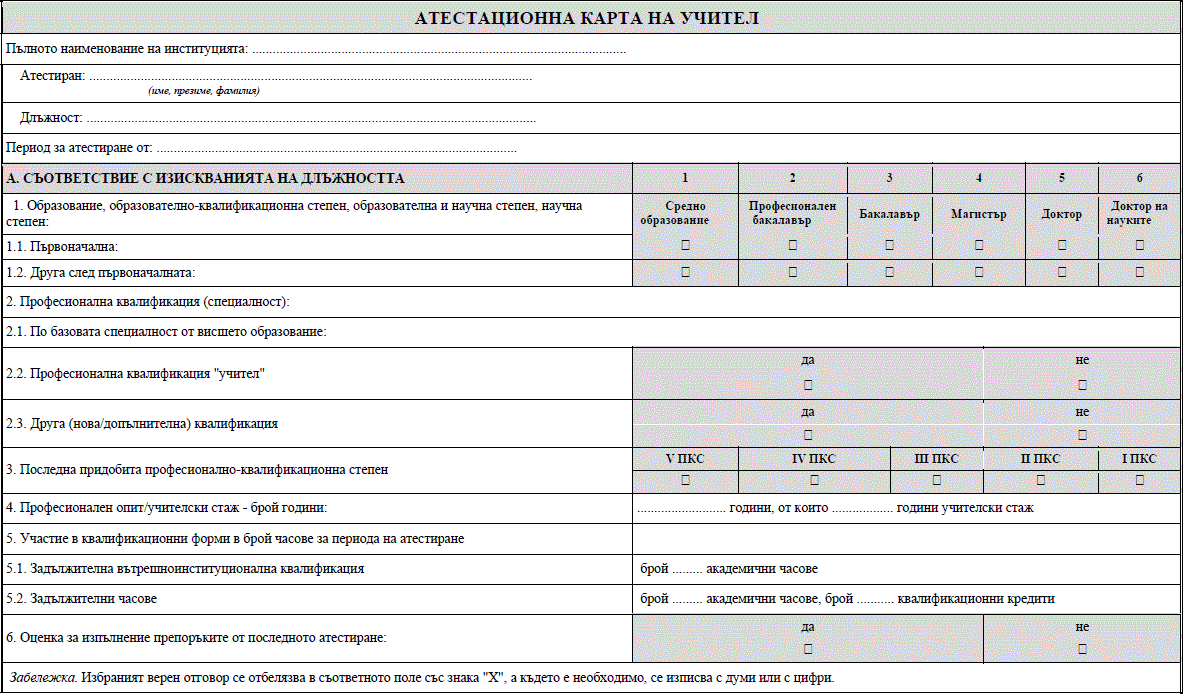 АТЕСТАЦИОННА КАРТА НА УЧИТЕЛ
Пълното наименование на институцията: ............................................................................................................
Атестиран: ................................................................................................................................
(име, презиме, фамилия)
Длъжност: ..................................................................................................................................
Период за атестиране от: ........................................................................................................
А. СЪОТВЕТСТВИЕ С ИЗИСКВАНИЯТА НА ДЛЪЖНОСТТА 1 2 3 4 5 6
1. Образование, образователно-квалификационна степен, образователна и научна степен, научна
степен:
Средно
образование
Професионален
бакалавър
Бакалавър
Магистър
Доктор
Доктор на
науките
1.1. Първоначална: □ □ □ □ □ □
1.2. Друга след първоначалната: □ □ □ □ □ □
2. Професионална квалификация (специалност):
2.1. По базовата специалност от висшето образование:
2.2. Професионална квалификация "учител"
да не
□ □
2.3. Друга (нова/допълнителна) квалификация
да не
□ □
3. Последна придобита професионално-квалификационна степен
V ПКС IV ПКС III ПКС II ПКС I ПКС
□ □ □ □ □
4. Професионален опит/учителски стаж - брой години: .......................... години, от които .................. години учителски стаж
5. Участие в квалификационни форми в брой часове за периода на атестиране
5.1. Задължителна вътрешноинституционална квалификация брой ......... академични часове
5.2. Задължителни часове брой ......... академични часове, брой ........... квалификационни кредити
6. Оценка за изпълнение препоръките от последното атестиране:
да не
□ □
Забележка. Избраният верен отговор се отбелязва в съответното поле със знака "Х", а където е необходимо, се изписва с думи или с цифри.